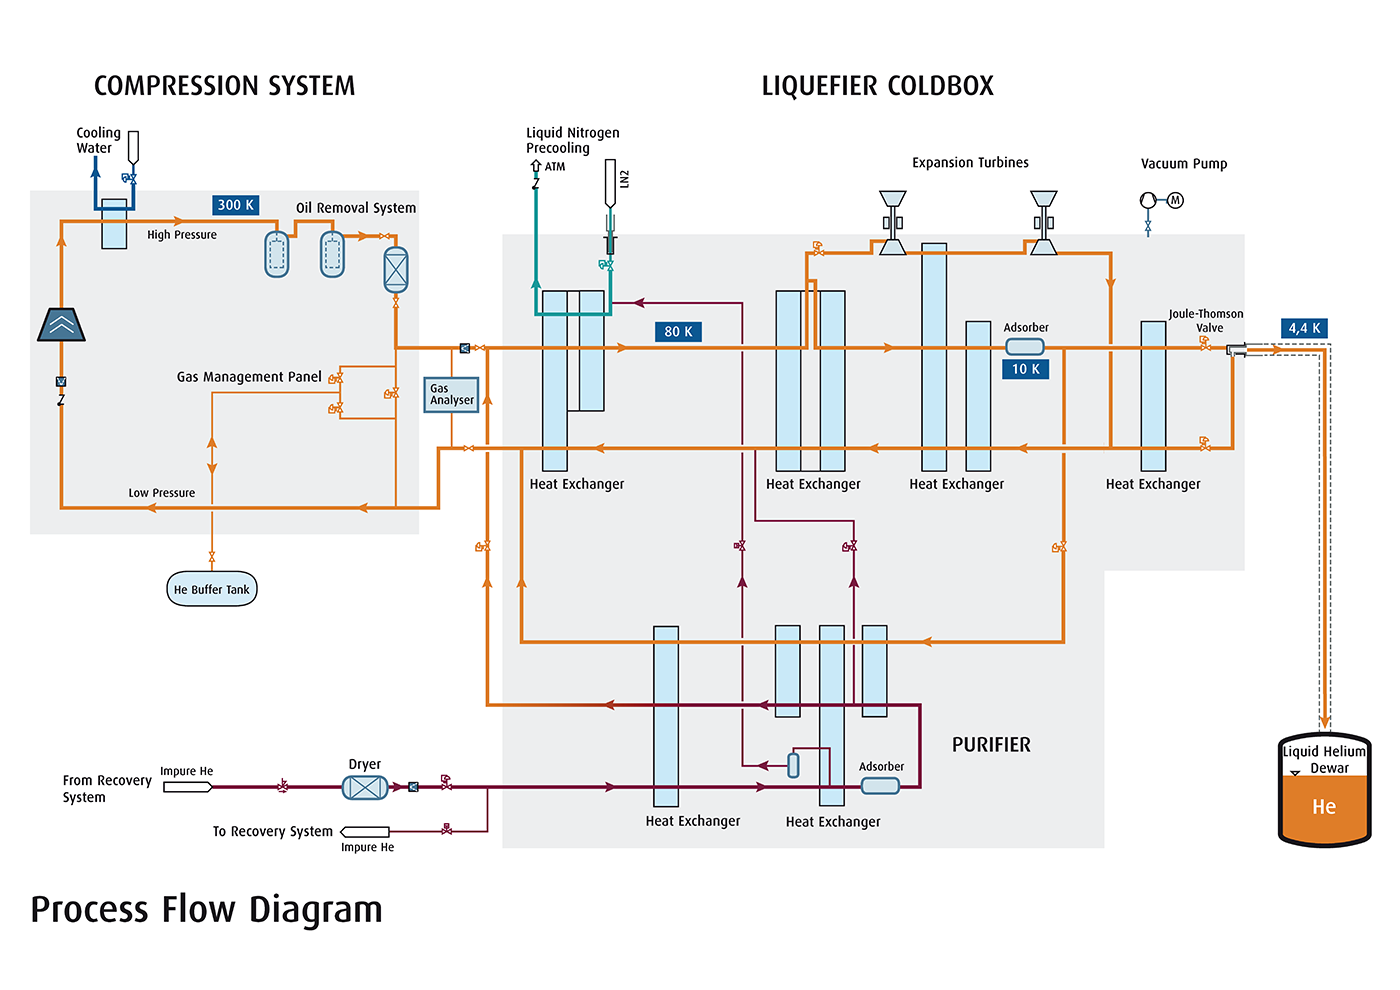 COMPRESSION SYSTEM
LIQUEFIER COLDBOX
Cooling
Water
Liquid Nitrogen
Precooling
ATM
LN2
Expansion Turbines
Vacuum Pump
M
300 K
Oil Removal System
High Pressure
80 K
Adsorber
10 K
Joule-Thomson
Valve
4,4 K
Gas Management Panel
Gas
Analyser
Low Pressure
Heat Exchanger
Heat Exchanger
Heat Exchanger
Heat Exchanger
He Buffer Tank
PURIFIER
Liquid Helium
Dewar
He
From Recovery
System
Impure He
Dryer
Adsorber
To Recovery System
Impure He
Heat Exchanger
Heat Exchanger
Process Flow Diagram